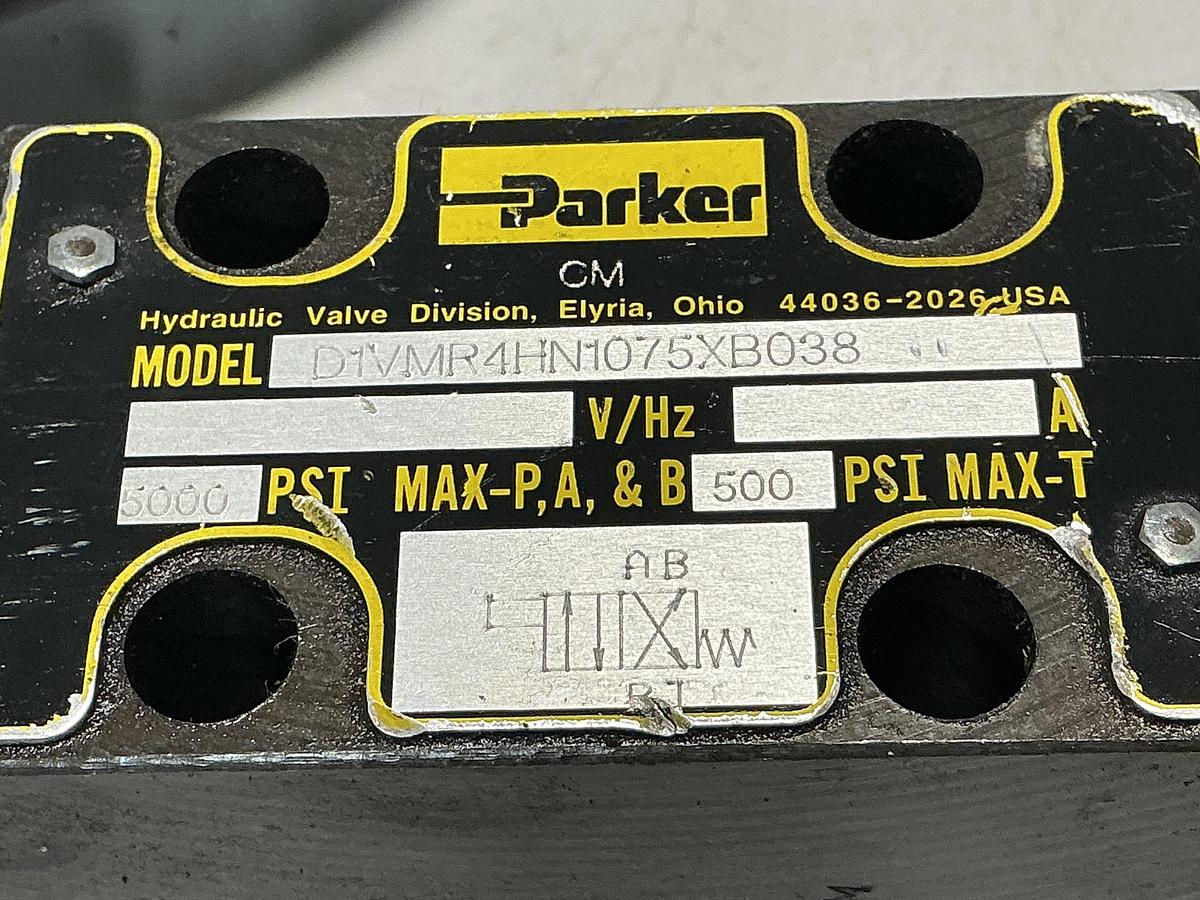 Parker
CM
Hydraulic Valve Division, Elyria, Ohio 44036-2026 USA
MODEL D1VMR4HN1075XB038
V/Hz A
5000 PSI MAX-P,A, & B 500 PSI MAX-T
A B